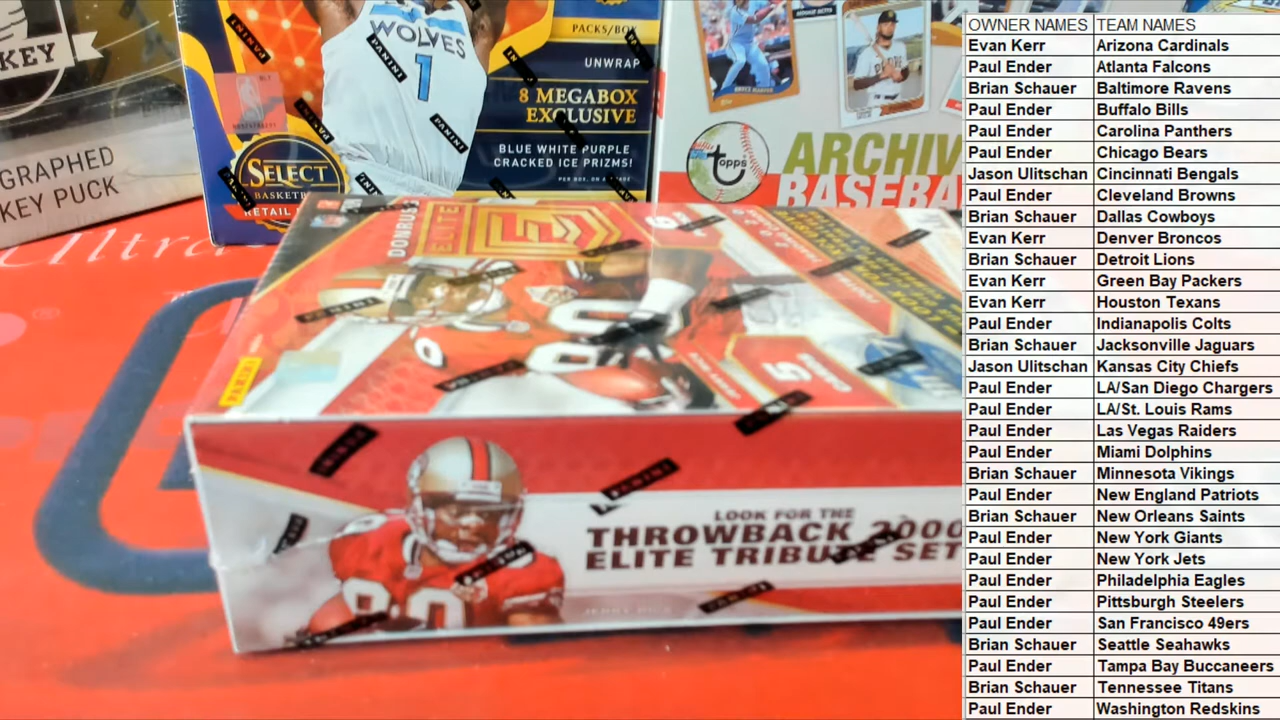 KEY
GRAPHED
KEY PUCK
WOLVES
1
PANINI
SELECT
BASKETB
RETAIL
PACKS/BOX
UNWRAP
8 MEGABOX
EXCLUSIVE
BLUE WHITE PURPLE
CRACKED ICE PRIZMS!
topps
ARCHIV
BASEBA
Ultra
DONRUSS
ELITE
PANINI
5
LOOK FOR THE
THROWBACK 2000
ELITE TRIBUTE SET
JERRY RICE
80
OWNER NAMES TEAM NAMES
Evan Kerr Arizona Cardinals
Paul Ender Atlanta Falcons
Brian Schauer Baltimore Ravens
Paul Ender Buffalo Bills
Paul Ender Carolina Panthers
Paul Ender Chicago Bears
Jason Ulitschan Cincinnati Bengals
Paul Ender Cleveland Browns
Brian Schauer Dallas Cowboys
Evan Kerr Denver Broncos
Brian Schauer Detroit Lions
Evan Kerr Green Bay Packers
Evan Kerr Houston Texans
Paul Ender Indianapolis Colts
Brian Schauer Jacksonville Jaguars
Jason Ulitschan Kansas City Chiefs
Paul Ender LA/San Diego Chargers
Paul Ender LA/St. Louis Rams
Paul Ender Las Vegas Raiders
Paul Ender Miami Dolphins
Brian Schauer Minnesota Vikings
Paul Ender New England Patriots
Brian Schauer New Orleans Saints
Paul Ender New York Giants
Paul Ender New York Jets
Paul Ender Philadelphia Eagles
Paul Ender Pittsburgh Steelers
Paul Ender San Francisco 49ers
Brian Schauer Seattle Seahawks
Paul Ender Tampa Bay Buccaneers
Brian Schauer Tennessee Titans
Paul Ender Washington Redskins